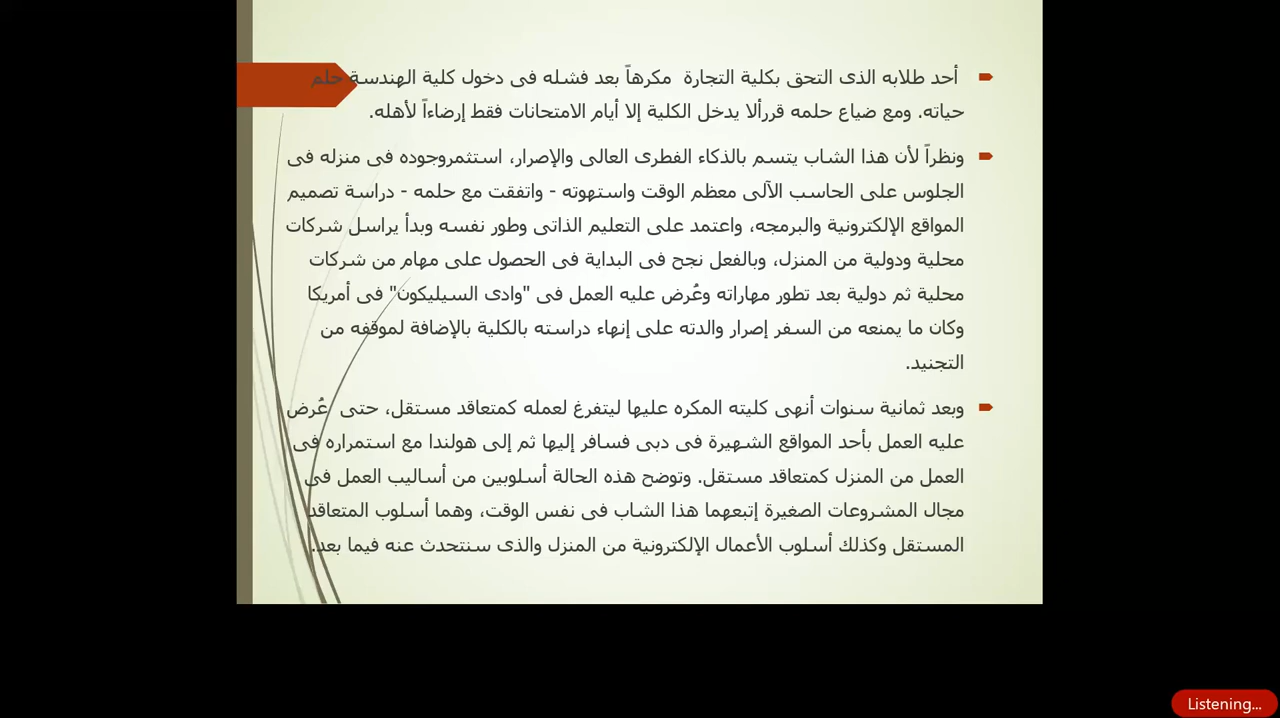 أحد طلابه الذى التحق بكلية التجارة مكرهاً بعد فشله فى دخول كلية الهندسة حلم
حياته. ومع ضياع حلمه قررألا يدخل الكلية إلا أيام الامتحانات فقط إرضاءاً لأهله.
ونظراً لأن هذا الشاب يتسم بالذكاء الفطرى العالى والإصرار، استثمروجوده فى منزله فى
الجلوس على الحاسب الآلى معظم الوقت واستهوته - واتفقت مع حلمه - دراسة تصميم
المواقع الإلكترونية والبرمجه، واعتمد على التعليم الذاتى وطور نفسه وبدأ يراسل شركات
محلية ودولية من المنزل، وبالفعل نجح فى البداية فى الحصول على مهام من شركات
محلية ثم دولية بعد تطور مهاراته وعُرض عليه العمل فى "وادى السيليكون" فى أمريكا
وكان ما يمنعه من السفر إصرار والدته على إنهاء دراسته بالكلية بالإضافة لموقفه من
التجنيد.
وبعد ثمانية سنوات أنهى كليته المكره عليها ليتفرغ لعمله كمتعاقد مستقل، حتى عُرض
عليه العمل بأحد المواقع الشهيرة فى دبى فسافر إليها ثم إلى هولندا مع استمراره فى
العمل من المنزل كمتعاقد مستقل. وتوضح هذه الحالة أسلوبين من أساليب العمل فى
مجال المشروعات الصغيرة إتبعهما هذا الشاب فى نفس الوقت، وهما أسلوب المتعاقد
المستقل وكذلك أسلوب الأعمال الإلكترونية من المنزل والذى سنتحدث عنه فيما بعد.
Listening...